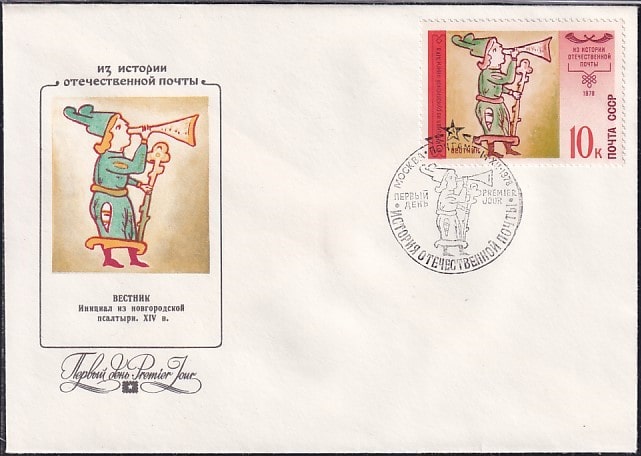 из истории
отечественной почты
ВЕСТНИК
Инициал из новгородской
псалтыри. XIV в.
Первый день Premier Jour
ИЗ ИСТОРИИ
ОТЕЧЕСТВЕННОЙ
ПОЧТЫ
1978
10к
ПОЧТА СССР
МОСКВА
ПЕРВЫЙ
ДЕНЬ
PREMIER
JOUR
ИСТОРИЯ ОТЕЧЕСТВЕННОЙ ПОЧТЫ